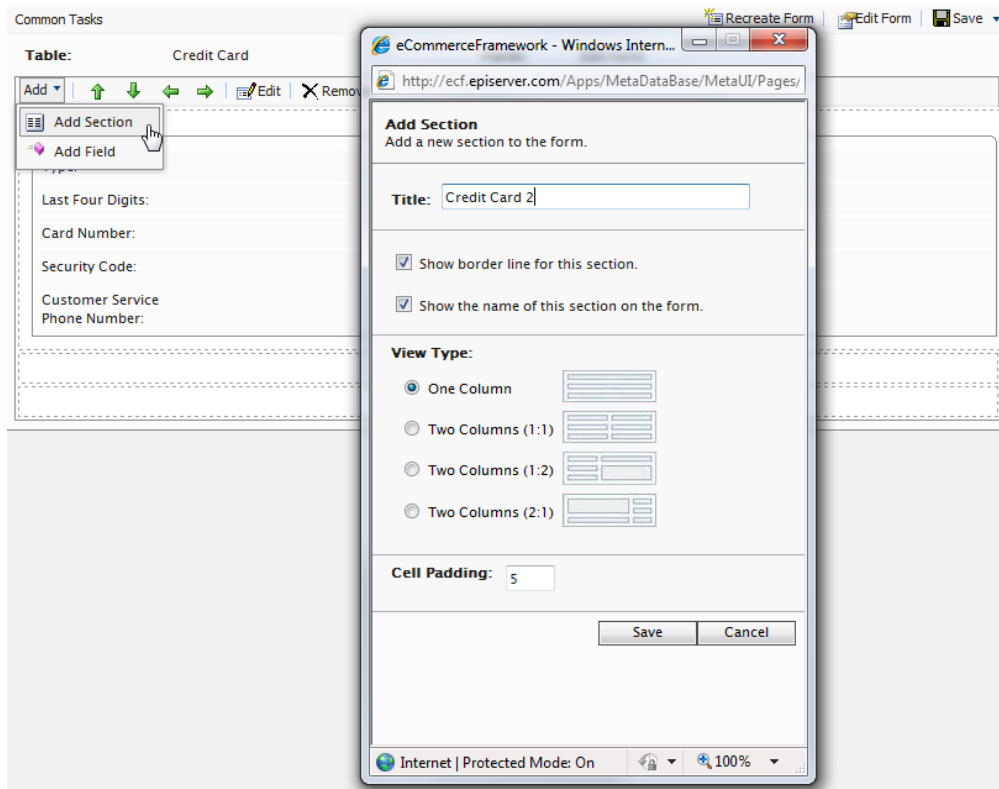 Common Tasks
Recreate Form
Edit Form
Save
Table: Credit Card
Add
Edit
Remov
Add Section
Add Field
Last Four Digits:
Card Number:
Security Code:
Customer Service
Phone Number:
eCommerceFramework - Windows Intern...
http://ecf.episerver.com/Apps/MetaDataBase/MetaUI/Pages/
Add Section
Add a new section to the form.
Title: Credit Card 2
Show border line for this section.
Show the name of this section on the form.
View Type:
One Column
Two Columns (1:1)
Two Columns (1:2)
Two Columns (2:1)
Cell Padding: 5
Save Cancel
Internet | Protected Mode: On
100%